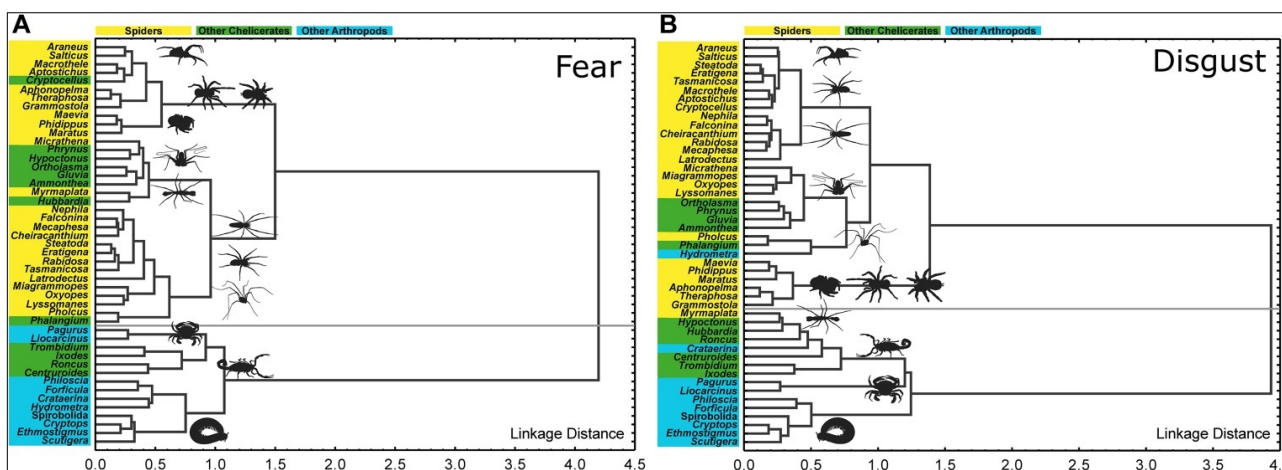 A
Spiders
Other Chelicerates
Other Arthropods
Fear
Araneus
Salticus
Macrothele
Aptostichus
Cryptocellus
Aphonopelma
Theraphosa
Grammostola
Maevia
Phidippus
Maratus
Micrathena
Phrynus
Hypoctonus
Ortholasma
Gluvia
Ammonthea
Myrmaplata
Hubbardia
Nephila
Falconina
Mecaphesa
Cheiracanthium
Steatoda
Eratigena
Rabidosa
Tasmanicosa
Latrodectus
Miagrammopes
Oxyopes
Lyssomanes
Pholcus
Phalangium
Pagurus
Liocarcinus
Trombidium
Ixodes
Roncus
Centruroides
Philoscia
Forficula
Crataerina
Hydrometra
Spirobolida
Cryptops
Ethmostigmus
Scutigera
Linkage Distance
0.0 0.5 1.0 1.5 2.0 2.5 3.0 3.5 4.0 4.5
B
Spiders
Other Chelicerates
Other Arthropods
Disgust
Araneus
Salticus
Steatoda
Eratigena
Tasmanicosa
Macrothele
Aptostichus
Cryptocellus
Nephila
Falconina
Cheiracanthium
Rabidosa
Mecaphesa
Latrodectus
Micrathena
Miagrammopes
Oxyopes
Lyssomanes
Ortholasma
Phrynus
Gluvia
Ammonthea
Pholcus
Phalangium
Hydrometra
Maevia
Phidippus
Maratus
Aphonopelma
Theraphosa
Grammostola
Myrmaplata
Hypoctonus
Hubbardia
Roncus
Crataerina
Centruroides
Trombidium
Ixodes
Pagurus
Liocarcinus
Philoscia
Forficula
Spirobolida
Cryptops
Ethmostigmus
Scutigera
Linkage Distance
0.0 0.5 1.0 1.5 2.0 2.5 3.0 3.5